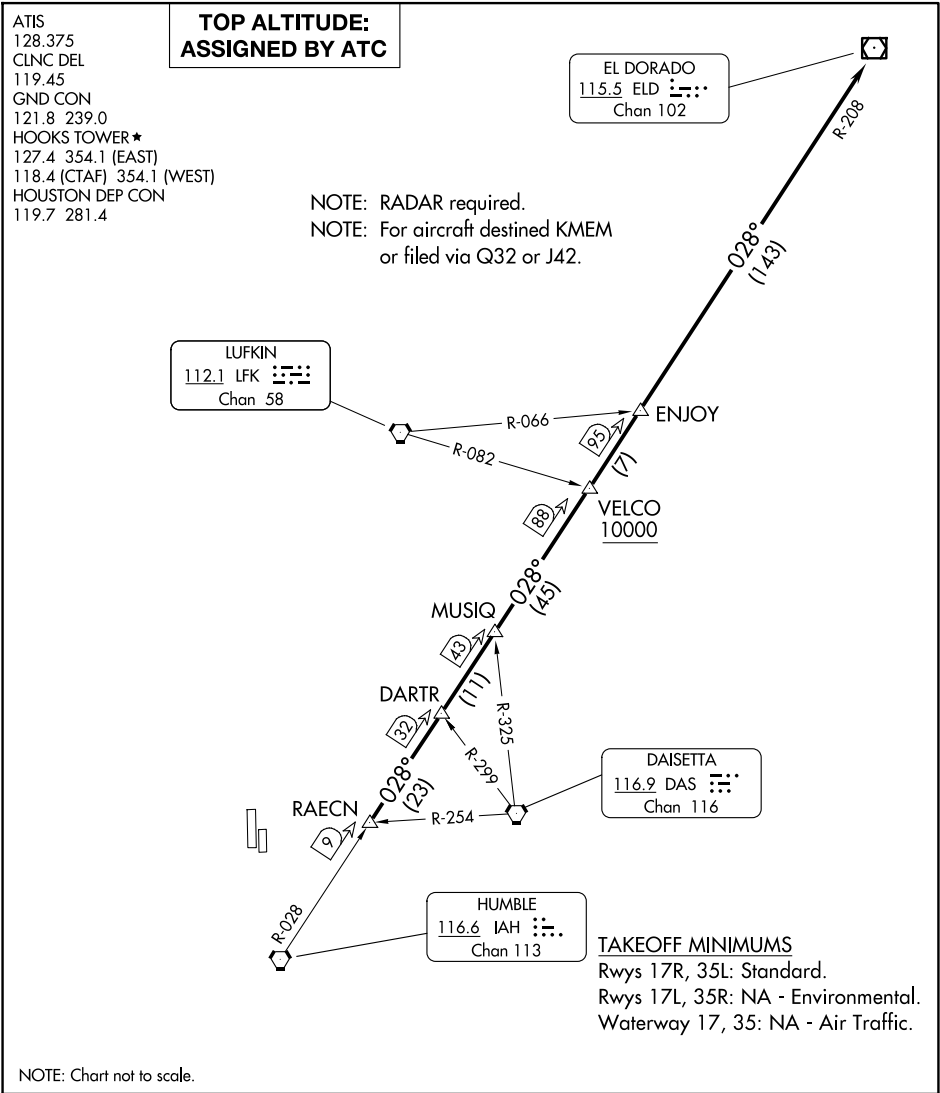 ATIS
128.375
CLNC DEL
119.45
GND CON
121.8 239.0
HOOKS TOWER★
127.4 354.1 (EAST)
118.4 (CTAF) 354.1 (WEST)
HOUSTON DEP CON
119.7 281.4
TOP ALTITUDE:
ASSIGNED BY ATC
EL DORADO
115.5 ELD
Chan 102
R-208
NOTE: RADAR required.
NOTE: For aircraft destined KMEM
or filed via Q32 or J42.
028°
(143)
LUFKIN
112.1 LFK
Chan 58
R-066
R-082
ENJOY
95
(7)
VELCO
10000
88
028°
(45)
MUSIQ
43
(11)
DARTR
32
R-325
R-299
028°
(23)
DAISETTA
116.9 DAS
Chan 116
RAECN
R-254
9
R-028
HUMBLE
116.6 IAH
Chan 113
TAKEOFF MINIMUMS
Rwys 17R, 35L: Standard.
Rwys 17L, 35R: NA - Environmental.
Waterway 17, 35: NA - Air Traffic.
NOTE: Chart not to scale.